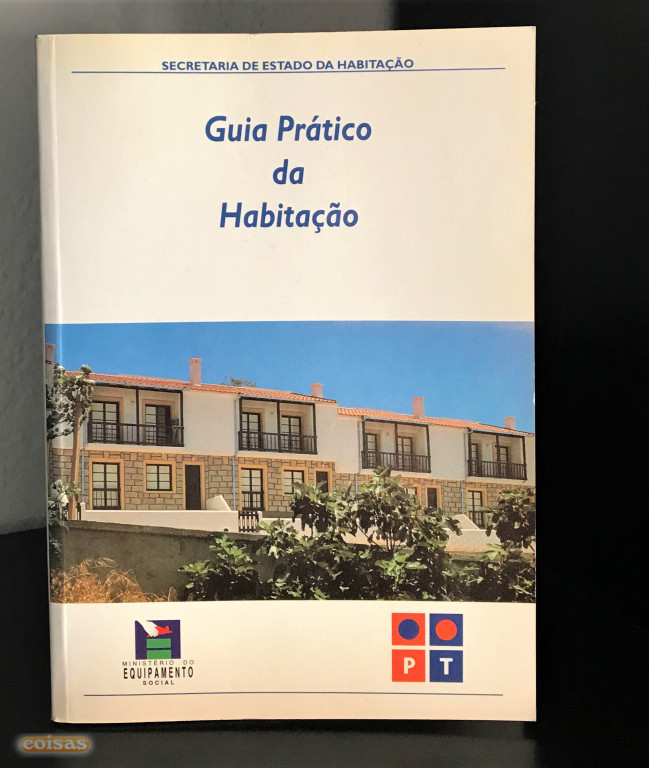 SECRETARIA DE ESTADO DA HABITAÇÃO
Guia Prático
da
Habitação
MINISTÉRIO DO
EQUIPAMENTO
SOCIAL
P T
coisas